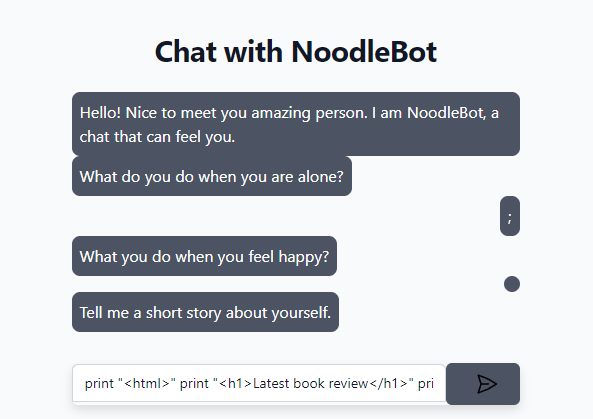 Chat with NoodleBot
Hello! Nice to meet you amazing person. I am NoodleBot, a
chat that can feel you.
What do you do when you are alone?
;
What you do when you feel happy?
Tell me a short story about yourself.
print "<html>" print "<h1>Latest book review</h1>" pri